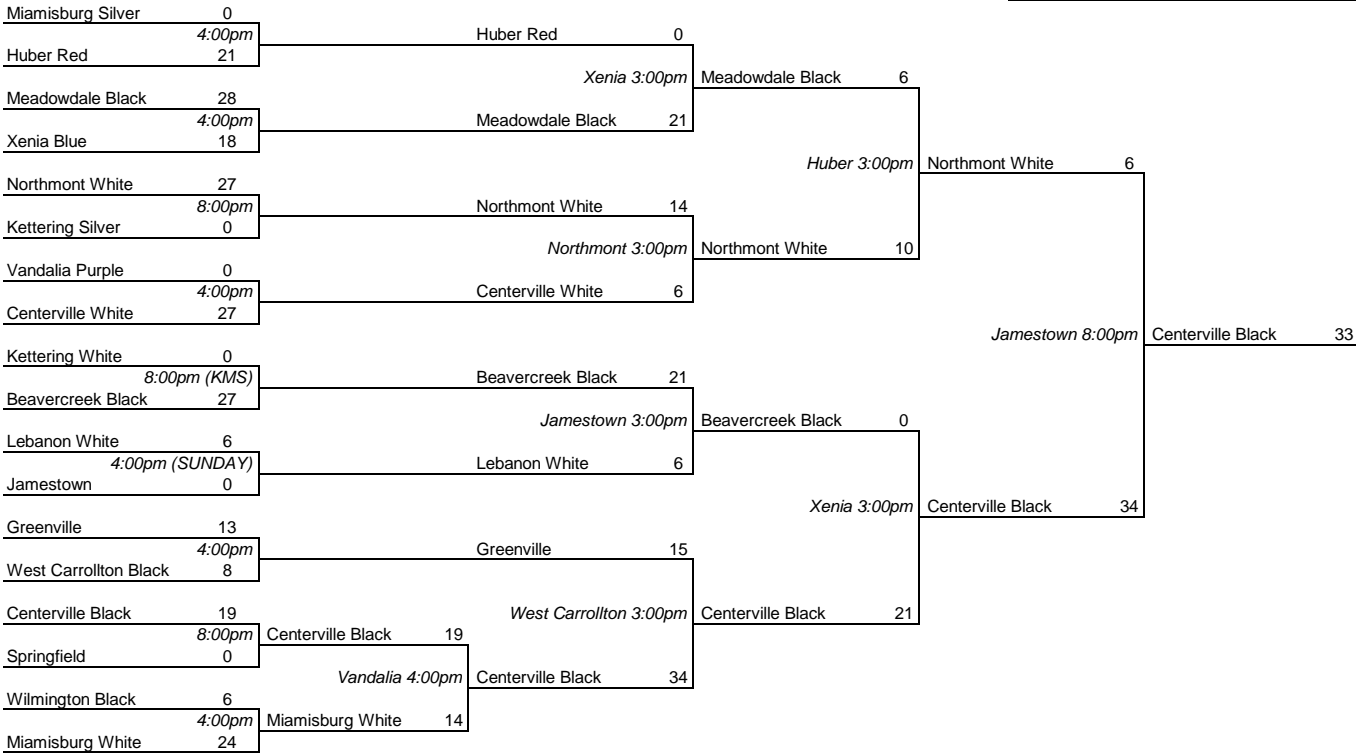 Miamisburg Silver 0
4:00pm
Huber Red 0
Huber Red 21
Xenia 3:00pm Meadowdale Black 6
Meadowdale Black 28
4:00pm
Meadowdale Black 21
Xenia Blue 18
Huber 3:00pm Northmont White 6
Northmont White 27
8:00pm
Northmont White 14
Kettering Silver 0
Northmont 3:00pm Northmont White 10
Vandalia Purple 0
4:00pm
Centerville White 6
Centerville White 27
Jamestown 8:00pm Centerville Black 33
Kettering White 0
8:00pm (KMS)
Beavercreek Black 21
Beavercreek Black 27
Jamestown 3:00pm Beavercreek Black 0
Lebanon White 6
4:00pm (SUNDAY)
Lebanon White 6
Jamestown 0
Xenia 3:00pm Centerville Black 34
Greenville 13
4:00pm
Greenville 15
West Carrollton Black 8
Centerville Black 19
West Carrollton 3:00pm Centerville Black 21
8:00pm Centerville Black 19
Springfield 0
Vandalia 4:00pm Centerville Black 34
Wilmington Black 6
4:00pm Miamisburg White 14
Miamisburg White 24